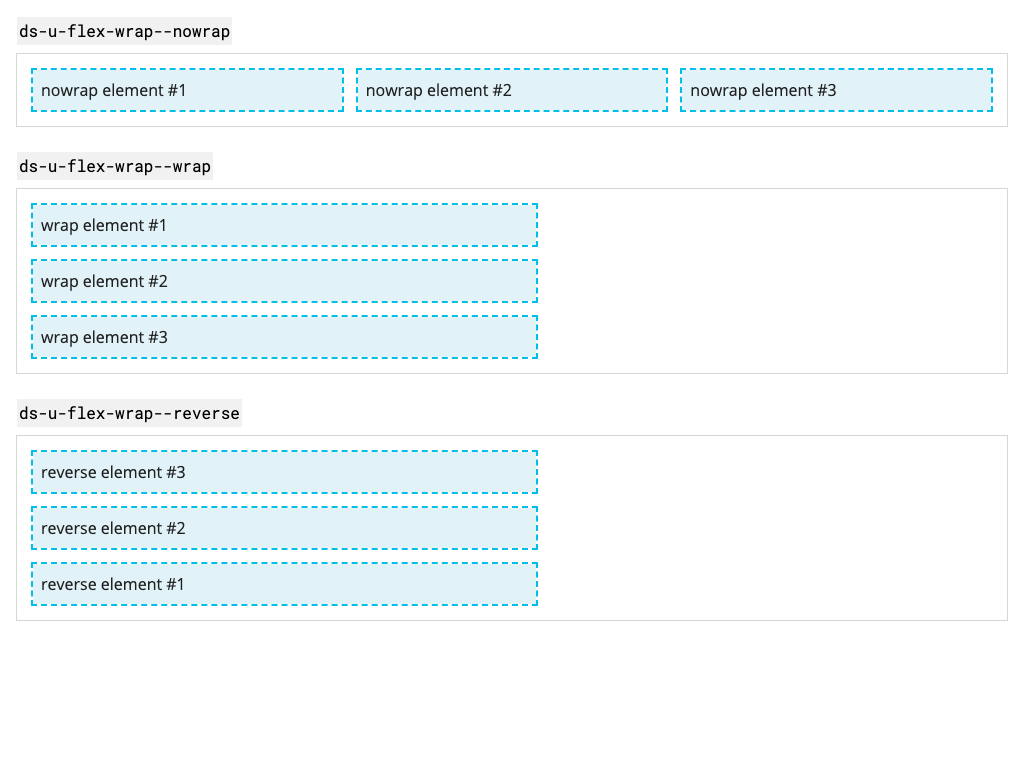 ds-u-flex-wrap--nowrap
nowrap element #1 nowrap element #2 nowrap element #3
ds-u-flex-wrap--wrap
wrap element #1
wrap element #2
wrap element #3
ds-u-flex-wrap--reverse
reverse element #3
reverse element #2
reverse element #1